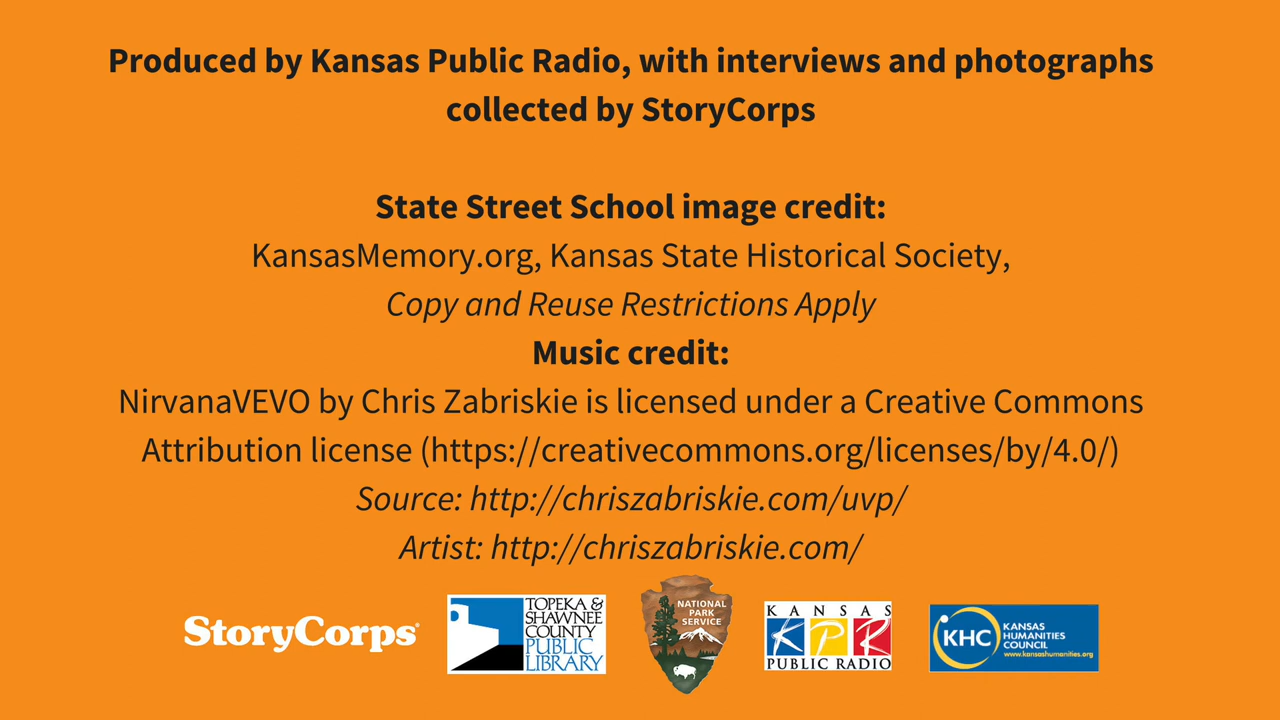 Produced by Kansas Public Radio, with interviews and photographs
collected by StoryCorps
State Street School image credit:
KansasMemory.org, Kansas State Historical Society,
Copy and Reuse Restrictions Apply
Music credit:
NirvanaVEVO by Chris Zabriskie is licensed under a Creative Commons
Attribution license (https://creativecommons.org/licenses/by/4.0/)
Source: http://chriszabriskie.com/uvp/
Artist: http://chriszabriskie.com/
StoryCorps
TOPEKA &
SHAWNEE
COUNTY
PUBLIC
LIBRARY
NATIONAL
PARK
SERVICE
KANSAS
KPR
PUBLIC RADIO
KHC
KANSAS
HUMANITIES
COUNCIL
www.kansashumanities.org